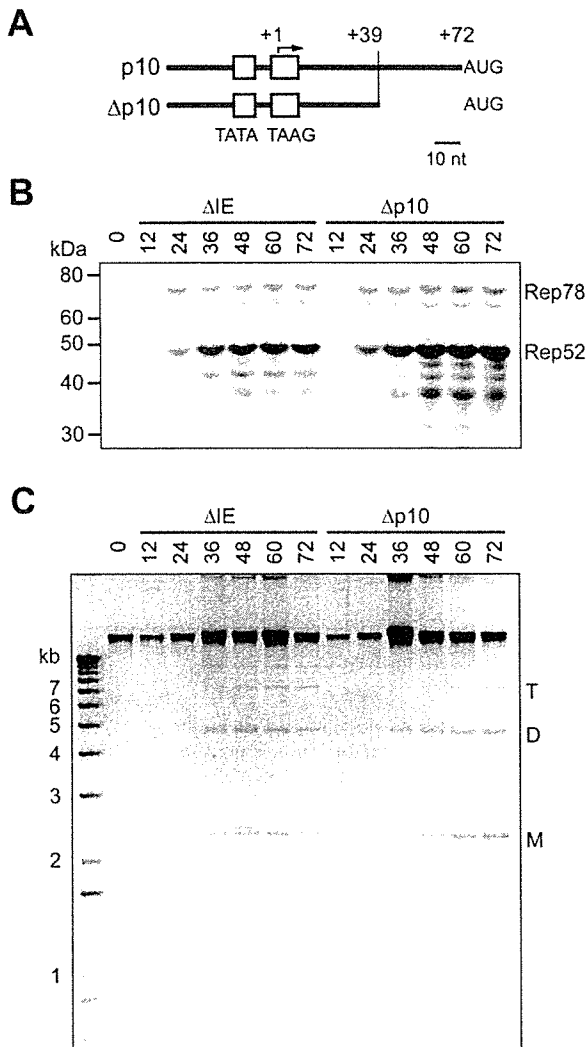 A
+1 +39 +72
p10 AUG
Δp10 AUG
TATA TAAG
10 nt
B
ΔIE Δp10
0 12 24 36 48 60 72 12 24 36 48 60 72
kDa
80
Rep78
60
50
Rep52
40
30
C
ΔIE Δp10
0 12 24 36 48 60 72 12 24 36 48 60 72
kb
7 T
6
5 D
4
3
M
2
1